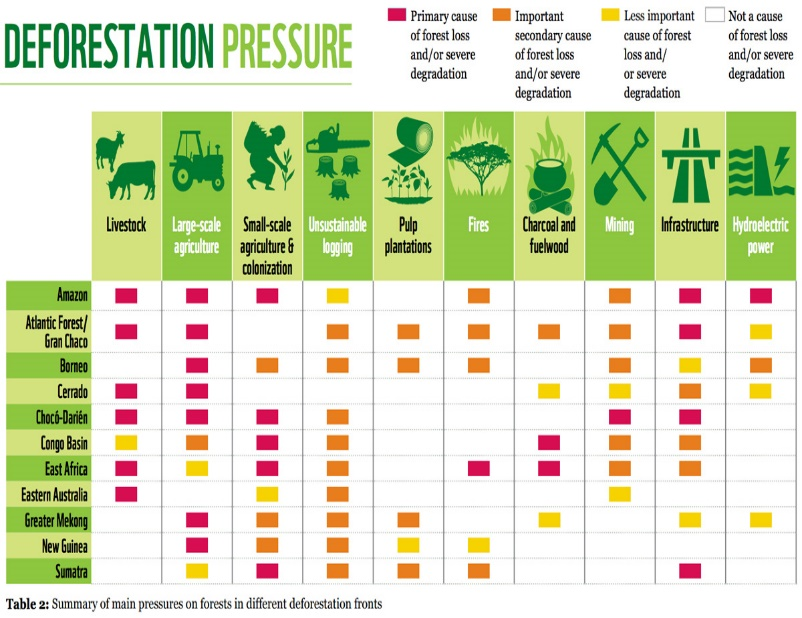 DEFORESTATION PRESSURE
Primary cause
of forest loss
and/or severe
degradation
Important
secondary cause
of forest loss
and/or severe
degradation
Less important
cause of forest
loss and/
or severe
degradation
Not a cause
of forest loss
and/or severe
degradation
Livestock
Large-scale
agriculture
Small-scale
agriculture &
colonization
Unsustainable
logging
Pulp
plantations
Fires
Charcoal and
fuelwood
Mining
Infrastructure
Hydroelectric
power
Amazon
Atlantic Forest/
Gran Chaco
Borneo
Cerrado
Chocó-Darién
Congo Basin
East Africa
Eastern Australia
Greater Mekong
New Guinea
Sumatra
Table 2: Summary of main pressures on forests in different deforestation fronts